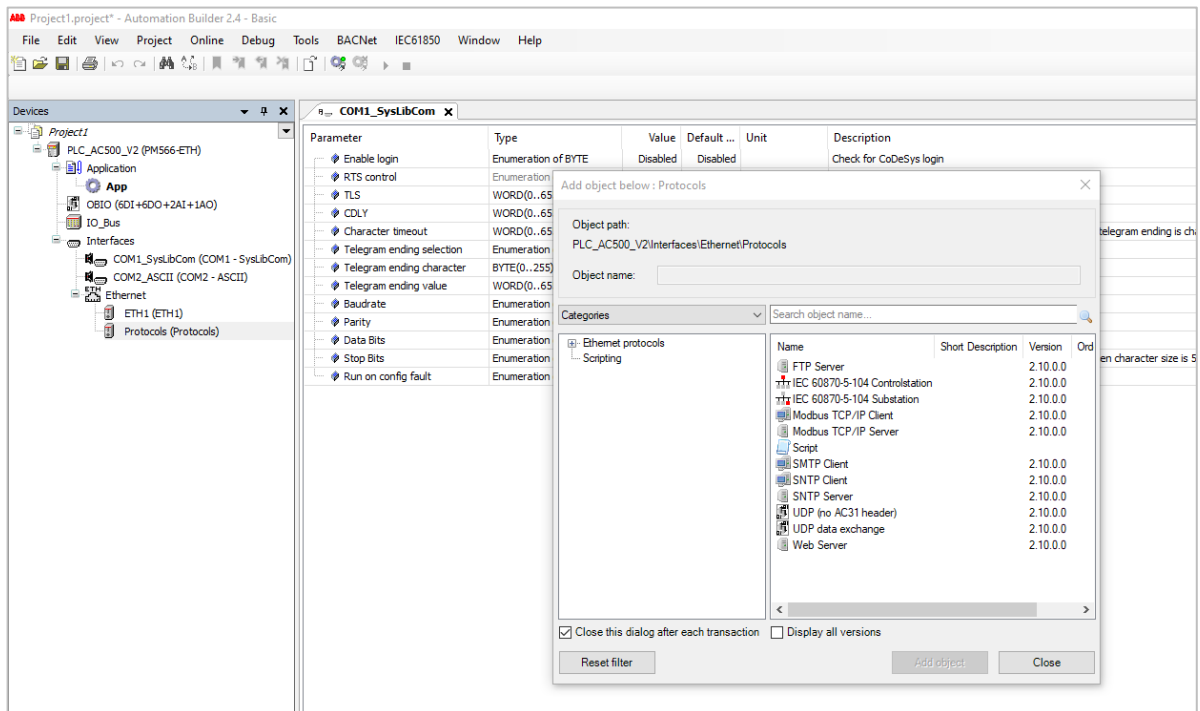 ABB Project1.project* - Automation Builder 2.4 - Basic
File Edit View Project Online Debug Tools BACNet IEC61850 Window Help
Devices
Project1
PLC_AC500_V2 (PM566-ETH)
Application
App
OBIO (6DI+6DO+2AI+1AO)
IO_Bus
Interfaces
COM1_SysLibCom (COM1 - SysLibCom)
COM2_ASCII (COM2 - ASCII)
ETH Ethernet
ETH1 (ETH1)
Protocols (Protocols)
COM1_SysLibCom
Parameter Type Value Default ... Unit Description
Enable login Enumeration of BYTE Disabled Disabled Check for CoDeSys login
RTS control Enumeration
TLS WORD(0..65
CDLY WORD(0..65
Character timeout WORD(0..65 telegram ending is ch
Telegram ending selection Enumeration
Telegram ending character BYTE(0..255)
Telegram ending value WORD(0..65
Baudrate Enumeration
Parity Enumeration
Data Bits Enumeration
Stop Bits Enumeration en character size is 5
Run on config fault Enumeration
Add object below : Protocols
Object path:
PLC_AC500_V2\Interfaces\Ethernet\Protocols
Object name:
Categories
Search object name...
Ethernet protocols
Scripting
Name Short Description Version Ord
FTP Server 2.10.0.0
IEC 60870-5-104 Controlstation 2.10.0.0
IEC 60870-5-104 Substation 2.10.0.0
Modbus TCP/IP Client 2.10.0.0
Modbus TCP/IP Server 2.10.0.0
Script
SMTP Client 2.10.0.0
SNTP Client 2.10.0.0
SNTP Server 2.10.0.0
UDP (no AC31 header) 2.10.0.0
UDP data exchange 2.10.0.0
Web Server 2.10.0.0
Close this dialog after each transaction Display all versions
Reset filter Add object Close